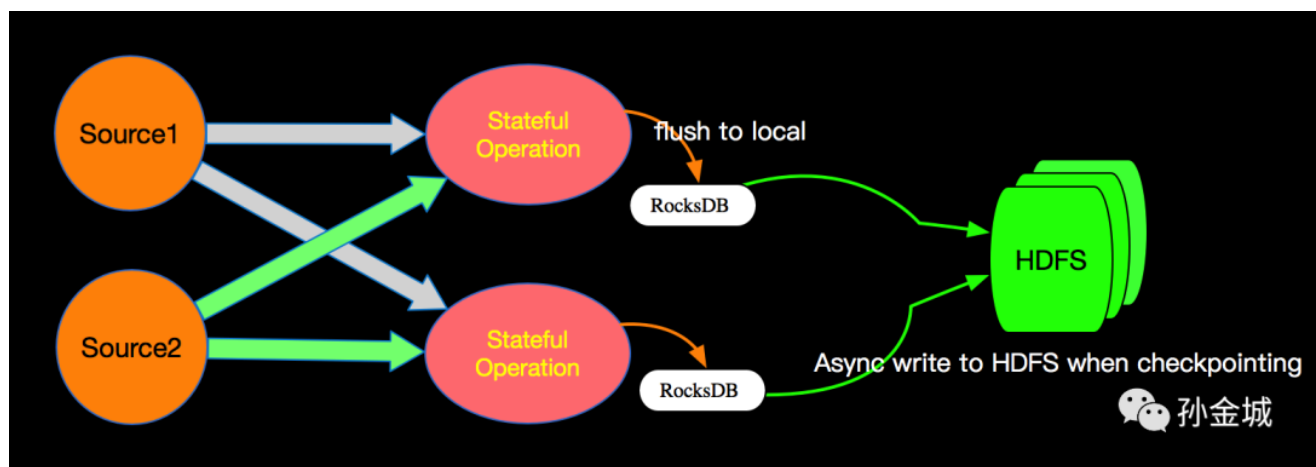 Source1
Stateful
Operation
flush to local
RocksDB
HDFS
Source2
Stateful
Operation
RocksDB
Async write to HDFS when checkpointing
孙金城